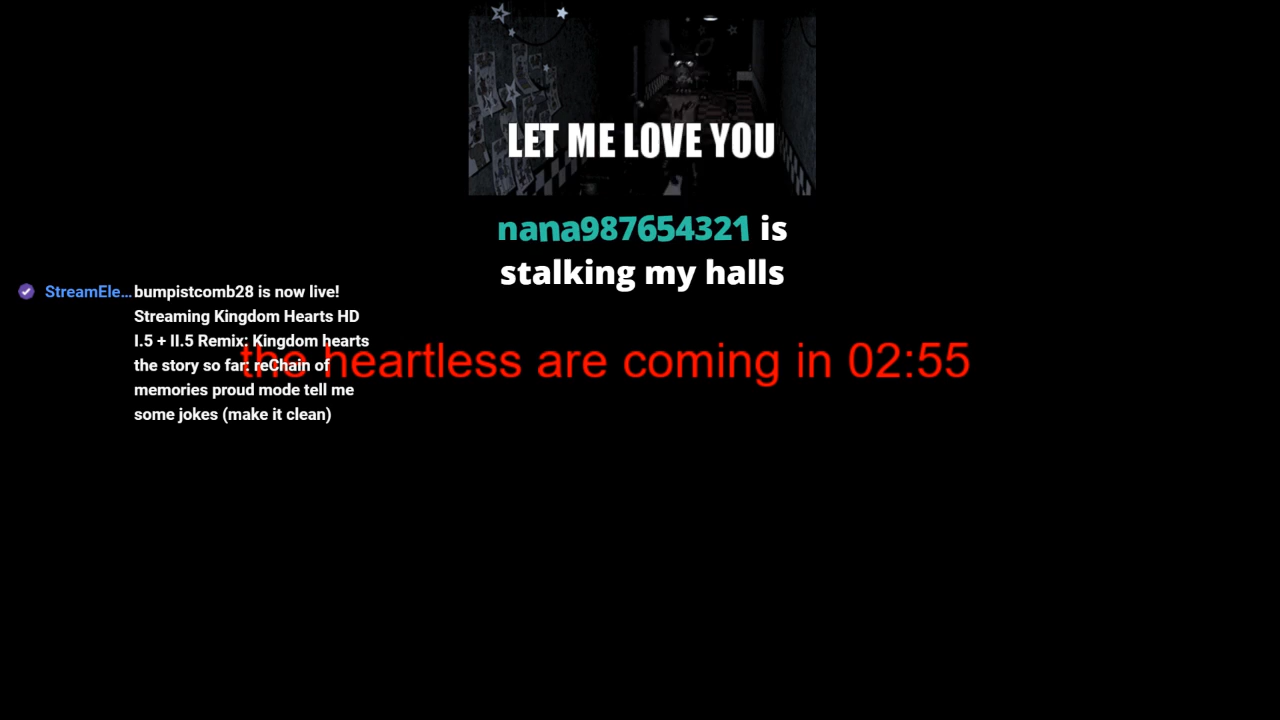 LET ME LOVE YOU
nana987654321 is
stalking my halls
StreamEle... bumpistcomb28 is now live!
Streaming Kingdom Hearts HD
I.5 + II.5 Remix: Kingdom hearts
the story so far: reChain of
memories proud mode tell me
some jokes (make it clean)
the heartless are coming in 02:55